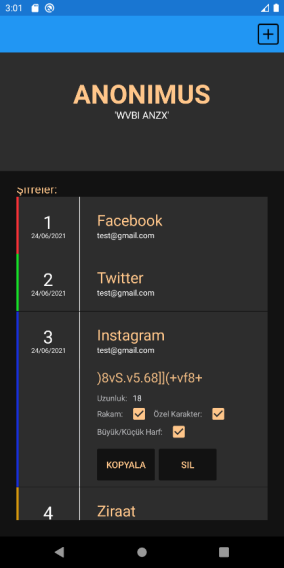 3:01
ANONIMUS
'WVBI ANZX'
Şifreler:
1
24/06/2021
Facebook
test@gmail.com
2
24/06/2021
Twitter
test@gmail.com
3
24/06/2021
Instagram
test@gmail.com
)8vS.v5.68]](+vf8+
Uzunluk: 18
Rakam: Özel Karakter:
Büyük/Küçük Harf:
KOPYALA SIL
4
Ziraat